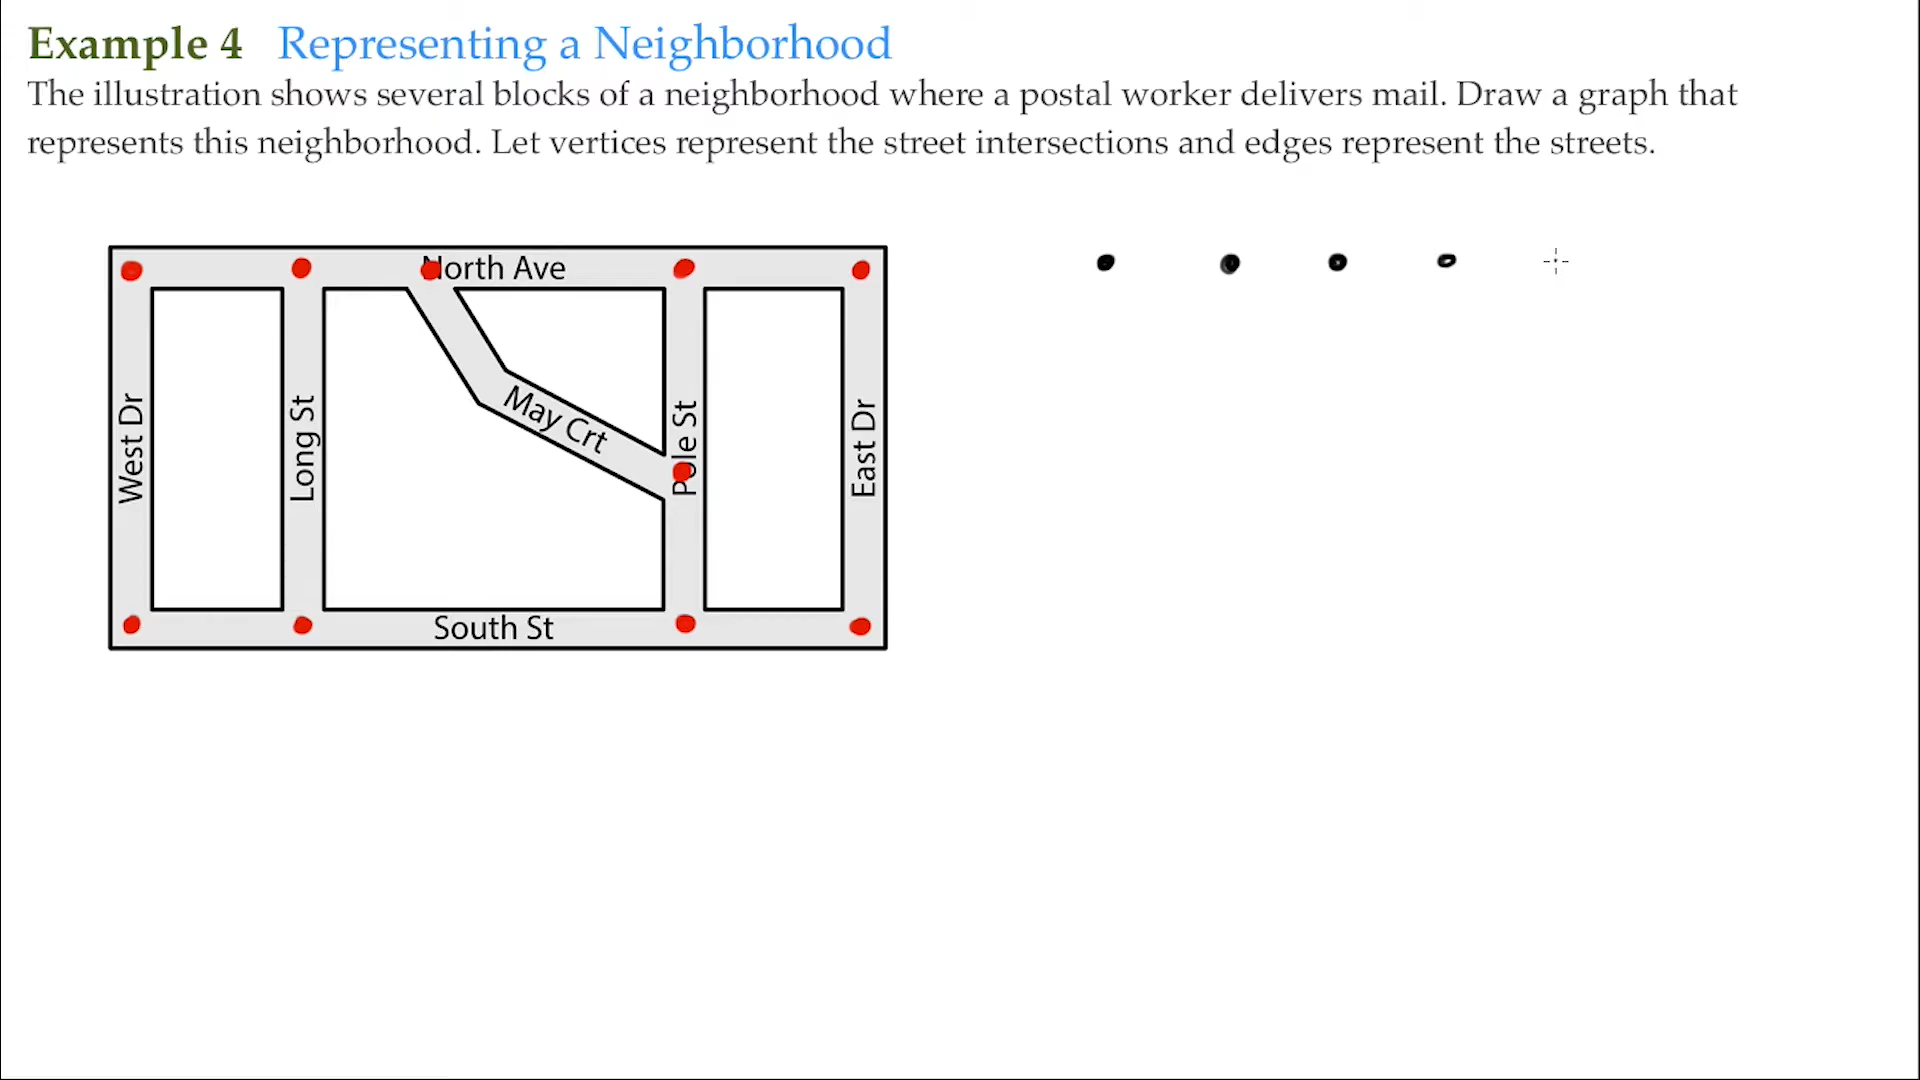 Example 4 Representing a Neighborhood
The illustration shows several blocks of a neighborhood where a postal worker delivers mail. Draw a graph that
represents this neighborhood. Let vertices represent the street intersections and edges represent the streets.
North Ave
West Dr
Long St
May Crt
Pole St
East Dr
South St